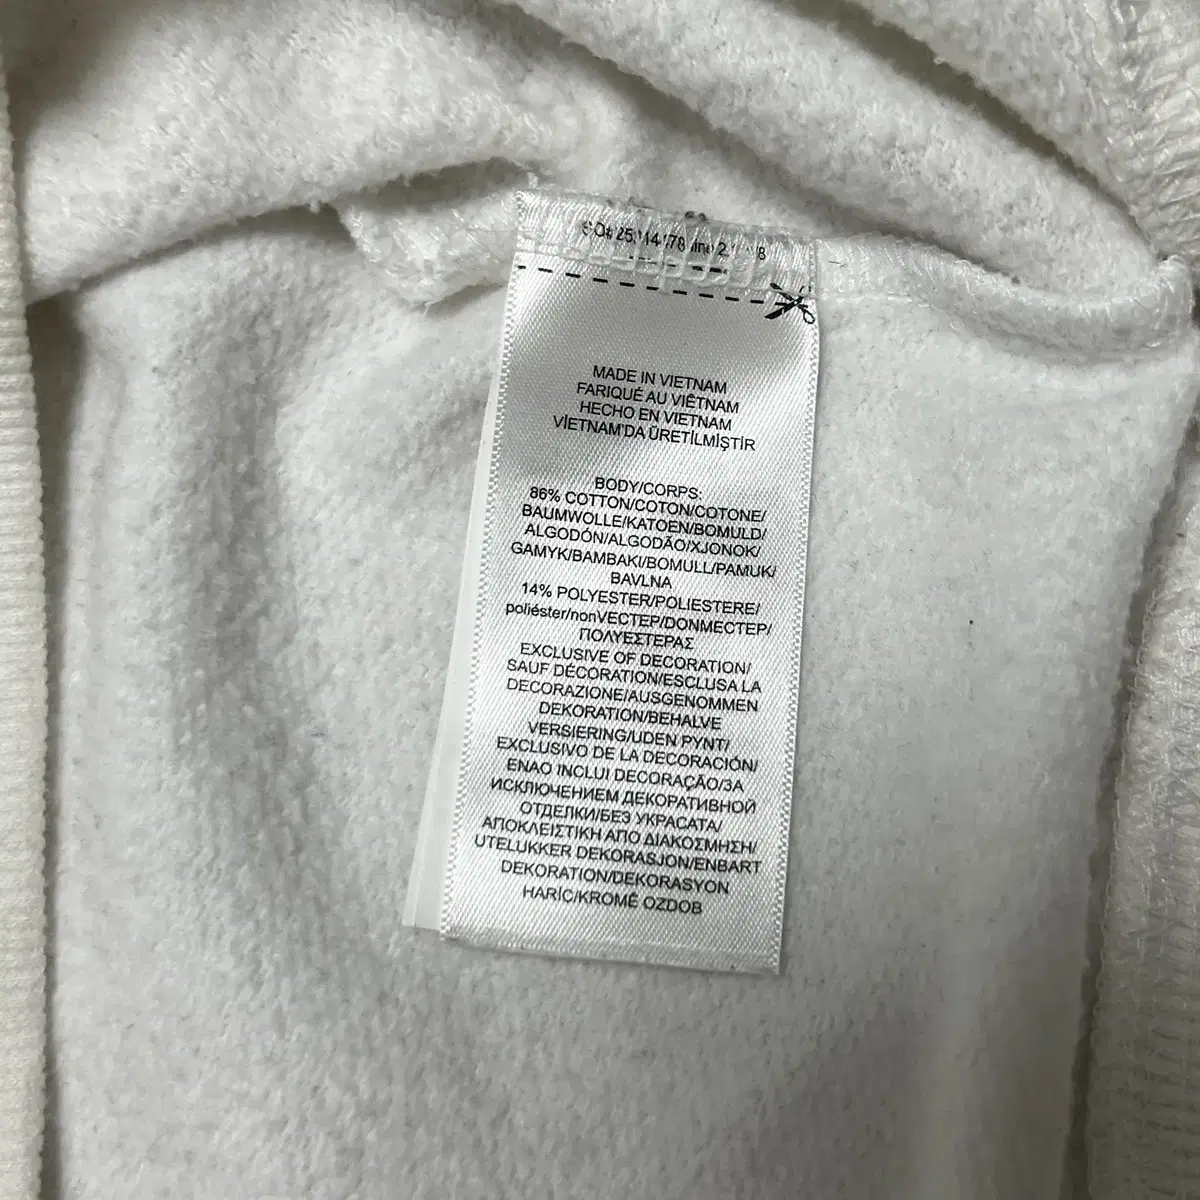 MADE IN VIETNAM
FARIQUÉ AU VIÊTNAM
HECHO EN VIETNAM
VİETNAM'DA ÜRETİLMİŞTİR
BODY/CORPS:
86% COTTON/COTON/COTONE/
BAUMWOLLE/KATOEN/BOMULD/
ALGODÓN/ALGODÃO/XJONOK/
GAMYK/BAMBAKI/BOMULL/PAMUK/
BAVLNA
14% POLYESTER/POLIESTERE/
poliéster/nonVECTEP/DONMECTEP/
ΠΟΛΥΕΣΤΕΡΑΣ
EXCLUSIVE OF DECORATION/
SAUF DÉCORATION/ESCLUSA LA
DECORAZIONE/AUSGENOMMEN
DEKORATION/BEHALVE
VERSIERING/UDEN PYNT/
EXCLUSIVO DE LA DECORACIÓN/
ENAO INCLUI DECORAÇÃO/ЗА
ИСКЛЮЧЕНИЕМ ДЕКОРАТИВНОЙ
ОТДЕЛКИ/БЕЗ УКРАСАТА/
ΑΠΟΚΛΕΙΣΤΙΚΗ ΑΠΟ ΔΙΑΚΟΣΜΗΣΗ/
UTELUKKER DEKORASJON/ENBART
DEKORATION/DEKORASYON
HARİÇ/KROMĚ OZDOB